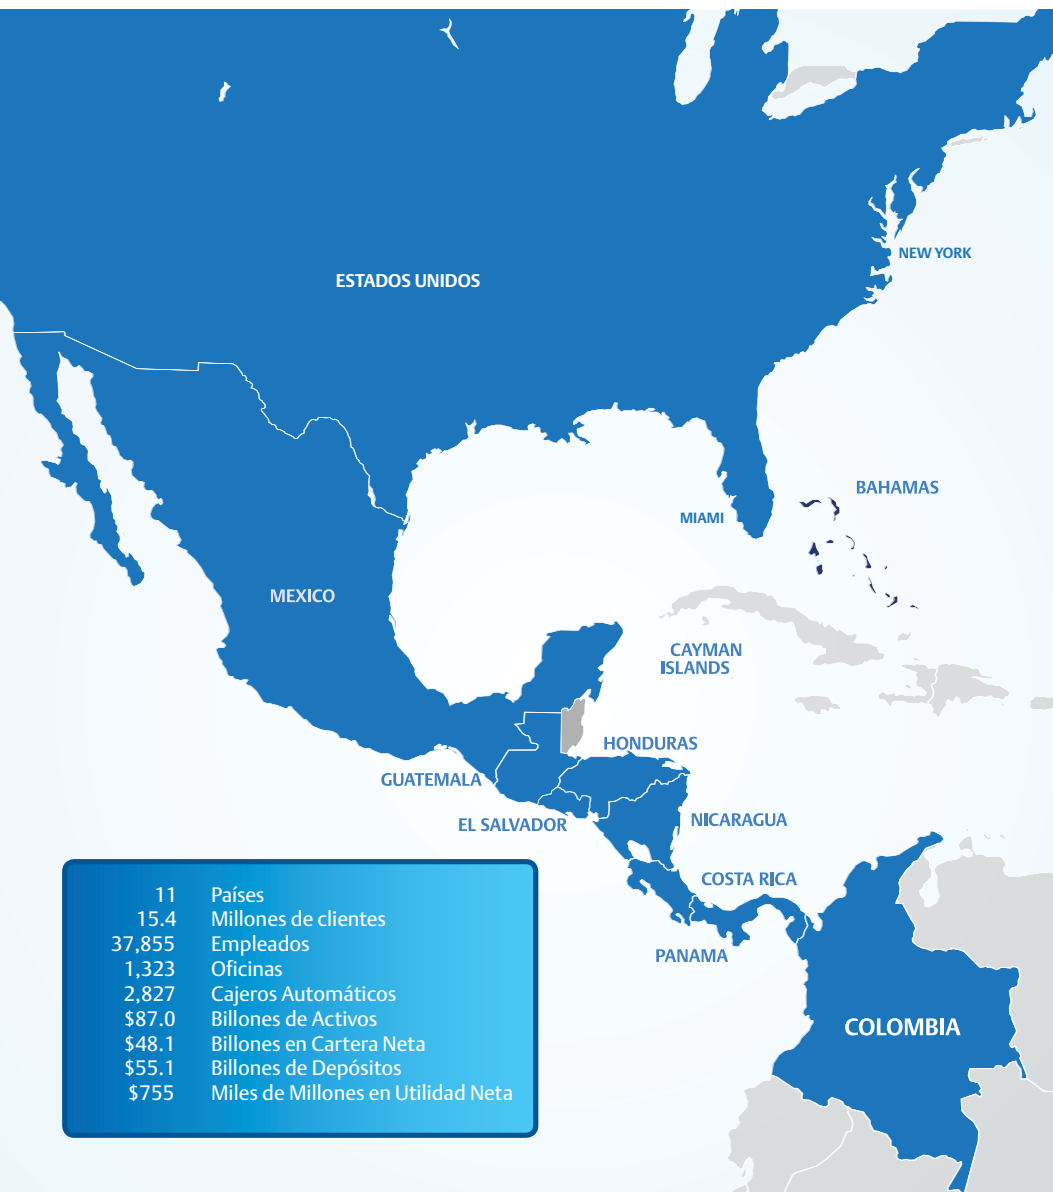 NEW YORK
ESTADOS UNIDOS
BAHAMAS
MIAMI
MEXICO
CAYMAN
ISLANDS
HONDURAS
GUATEMALA
NICARAGUA
EL SALVADOR
COSTA RICA
PANAMA
COLOMBIA
11 Países
15.4 Millones de clientes
37,855 Empleados
1,323 Oficinas
2,827 Cajeros Automáticos
$87.0 Billones de Activos
$48.1 Billones en Cartera Neta
$55.1 Billones de Depósitos
$755 Miles de Millones en Utilidad Neta